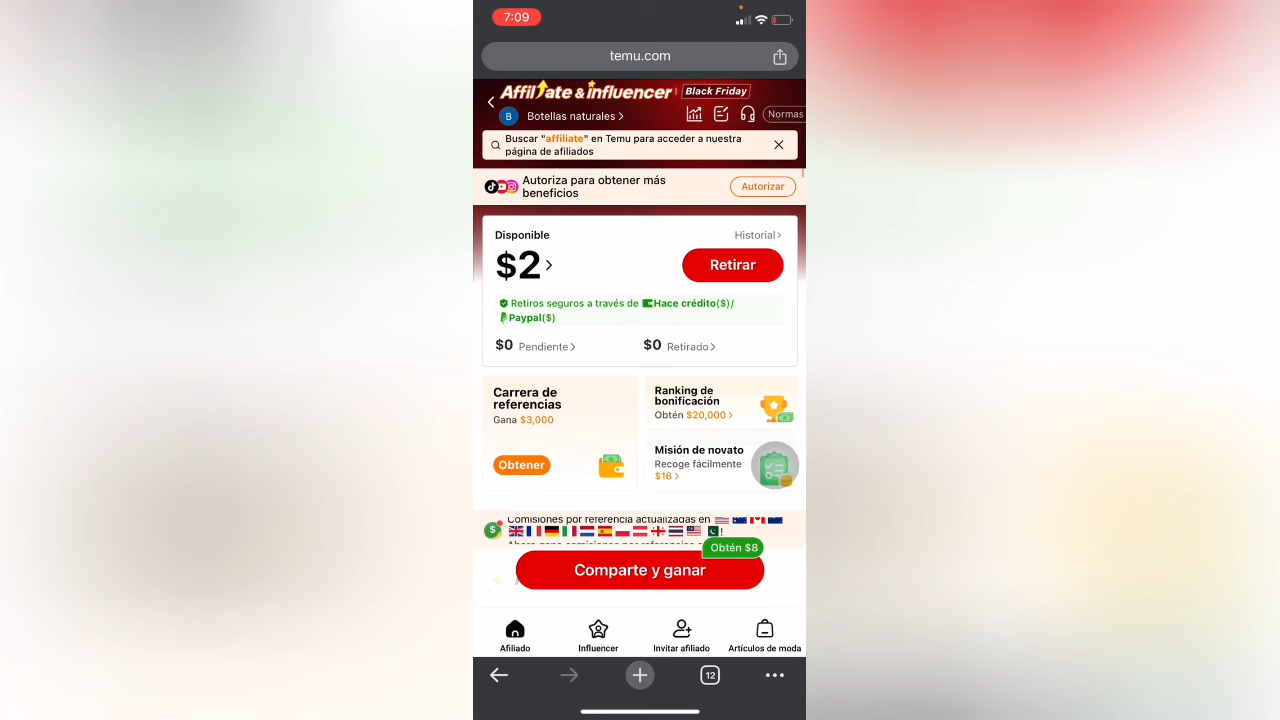 7:09
temu.com
Affiliate & influencer | Black Friday
B Botellas naturales >
Normas
Buscar "affiliate" en Temu para acceder a nuestra
página de afiliados
Autoriza para obtener más
beneficios
Autorizar
Disponible
Historial >
$2 >
Retirar
Retiros seguros a través de Hace crédito($)/
Paypal($)
$0 Pendiente >
$0 Retirado >
Carrera de
referencias
Gana $3,000
Obtener
Ranking de
bonificación
Obtén $20,000 >
Misión de novato
Recoge fácilmente
$16 >
Comisiones por referencia actualizadas en
!
Obtén $8
Comparte y ganar
Afiliado
Influencer
Invitar afiliado
Artículos de moda
12